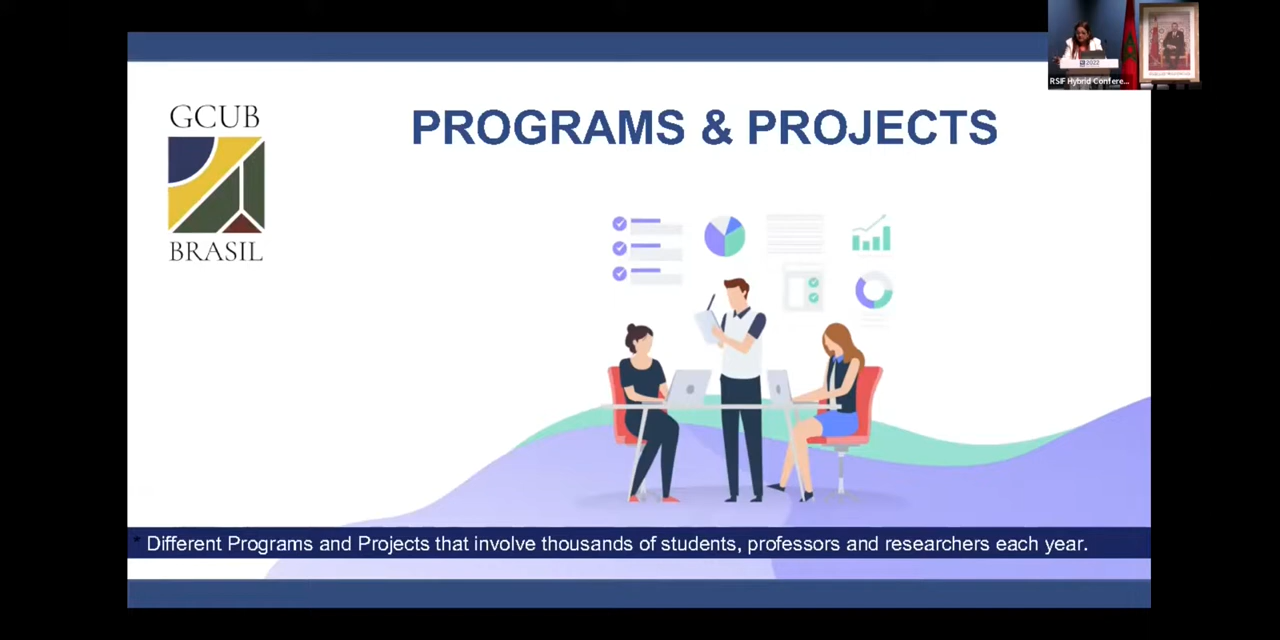 GCUB
BRASIL
PROGRAMS & PROJECTS
* Different Programs and Projects that involve thousands of students, professors and researchers each year.
2022
RSIF Hybrid Confere...